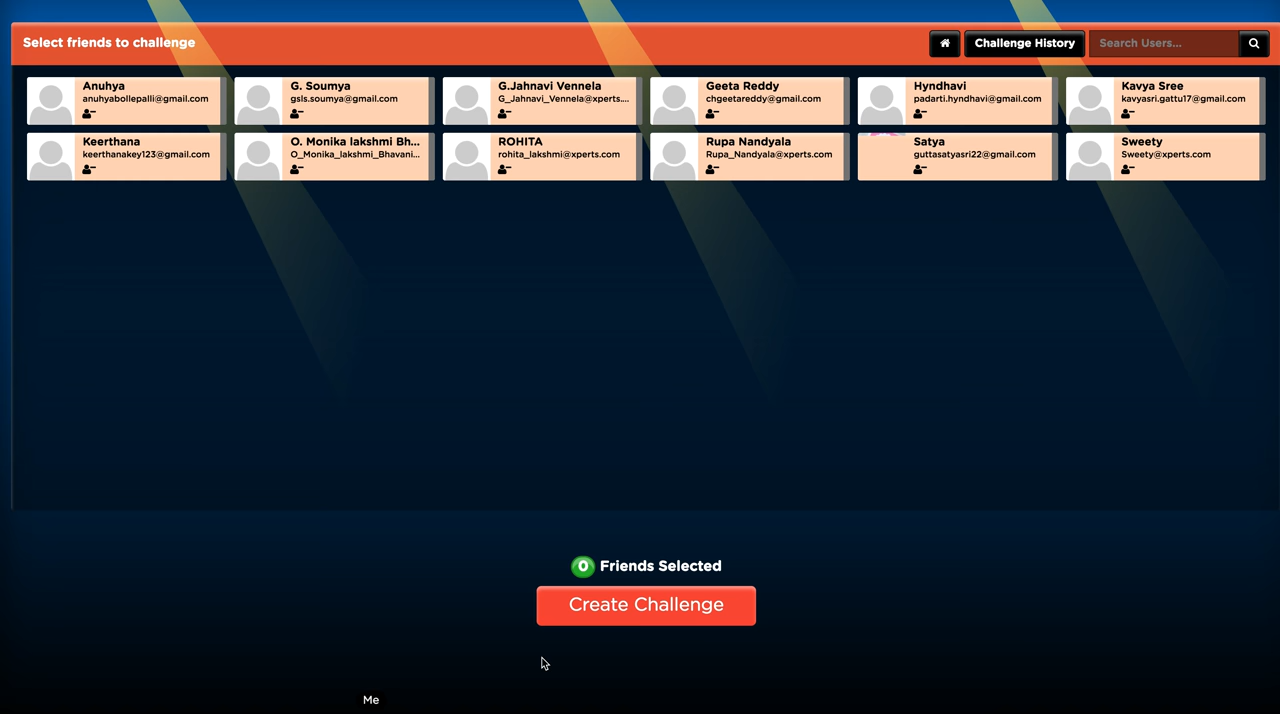 Select friends to challenge
Challenge History
Search Users...
Anuhya
anuhyabollepalli@gmail.com
G. Soumya
gsls.soumya@gmail.com
G.Jahnavi Vennela
G_Jahnavi_Vennela@xperts....
Geeta Reddy
chgeetareddy@gmail.com
Hyndhavi
padarti.hyndhavi@gmail.com
Kavya Sree
kavyasri.gattu17@gmail.com
Keerthana
keerthanakey123@gmail.com
O. Monika lakshmi Bh...
O_Monika_lakshmi_Bhavani...
ROHITA
rohita_lakshmi@xperts.com
Rupa Nandyala
Rupa_Nandyala@xperts.com
Satya
guttasatyasri22@gmail.com
Sweety
Sweety@xperts.com
0 Friends Selected
Create Challenge
Me